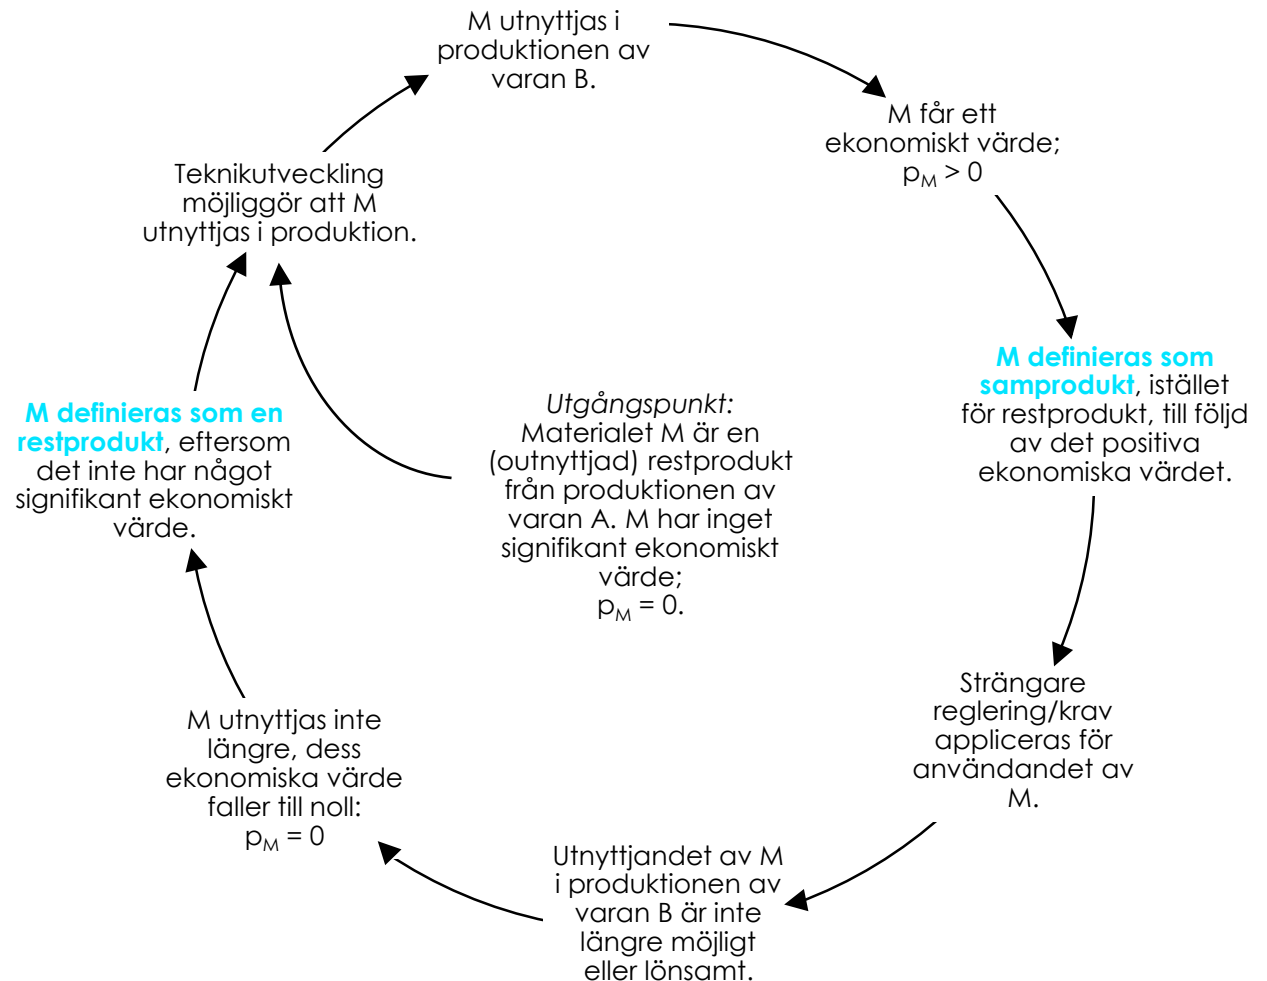 M utnyttjas i
produktionen av
varan B.
M får ett
ekonomiskt värde;
pM > 0
M definieras som
samprodukt, istället
för restprodukt, till följd
av det positiva
ekonomiska värdet.
Strängare
reglering/krav
appliceras för
användandet av
M.
Utnyttjandet av M
i produktionen av
varan B är inte
längre möjligt
eller lönsamt.
M utnyttjas inte
längre, dess
ekonomiska värde
faller till noll:
pM = 0
M definieras som en
restprodukt, eftersom
det inte har något
signifikant ekonomiskt
värde.
Teknikutveckling
möjliggör att M
utnyttjas i produktion.
Utgångspunkt:
Materialet M är en
(outnyttjad) restprodukt
från produktionen av
varan A. M har inget
signifikant ekonomiskt
värde;
pM = 0.